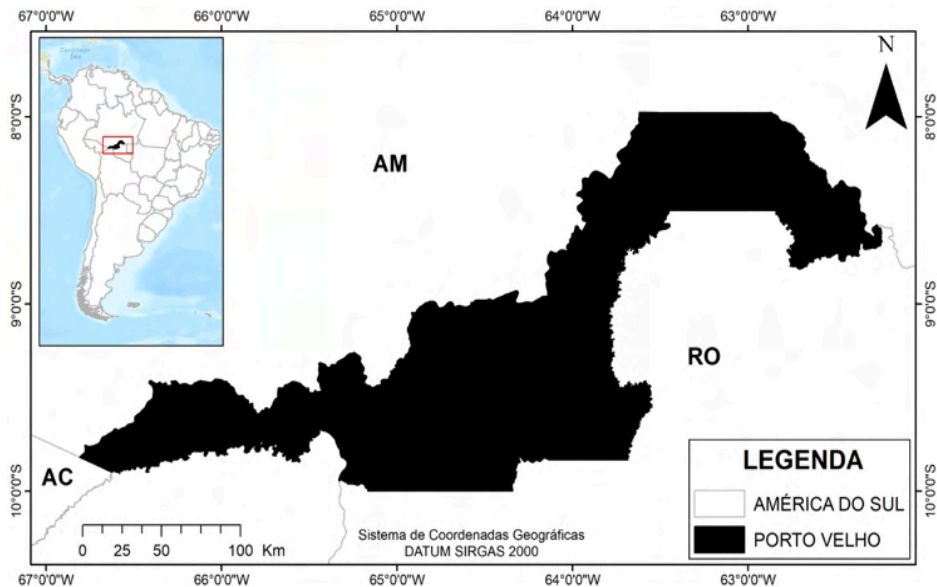 67°0'0"W 66°0'0"W 65°0'0"W 64°0'0"W 63°0'0"W
Caribbean
Sea
N
8°0'0"S 8°0'0"S
AM
9°0'0"S 9°0'0"S
RO
AC
10°0'0"S 10°0'0"S
LEGENDA
AMÉRICA DO SUL
PORTO VELHO
0 25 50 100 Km
Sistema de Coordenadas Geográficas
DATUM SIRGAS 2000
67°0'0"W 66°0'0"W 65°0'0"W 64°0'0"W 63°0'0"W